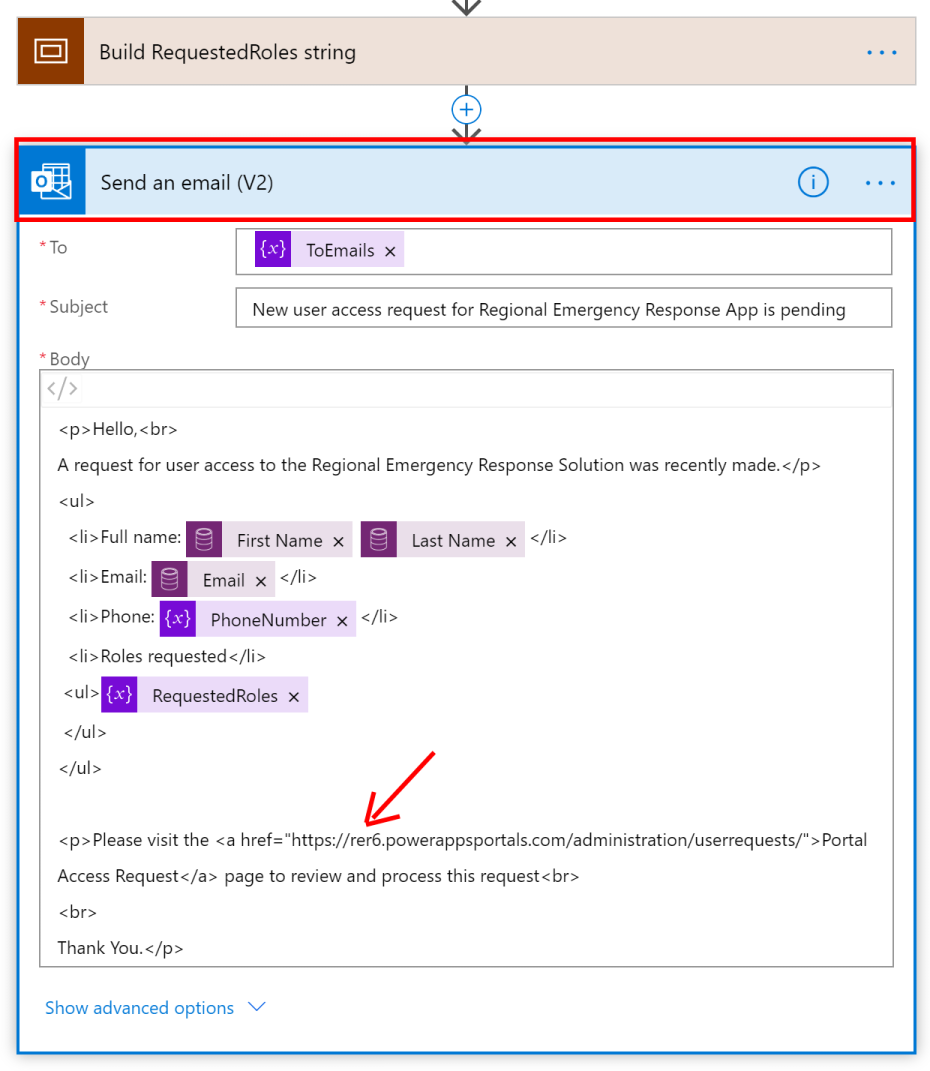 Build RequestedRoles string
Send an email (V2)
* To
{x} ToEmails ×
* Subject
New user access request for Regional Emergency Response App is pending
* Body
</>
<p>Hello,<br>
A request for user access to the Regional Emergency Response Solution was recently made.</p>
<ul>
<li>Full name: First Name × Last Name × </li>
<li>Email: Email × </li>
<li>Phone: {x} PhoneNumber × </li>
<li>Roles requested</li>
<ul> {x} RequestedRoles ×
</ul>
</ul>
<p>Please visit the <a href="https://rer6.powerappsportals.com/administration/userrequests/">Portal
Access Request</a> page to review and process this request<br>
<br>
Thank You.</p>
Show advanced options